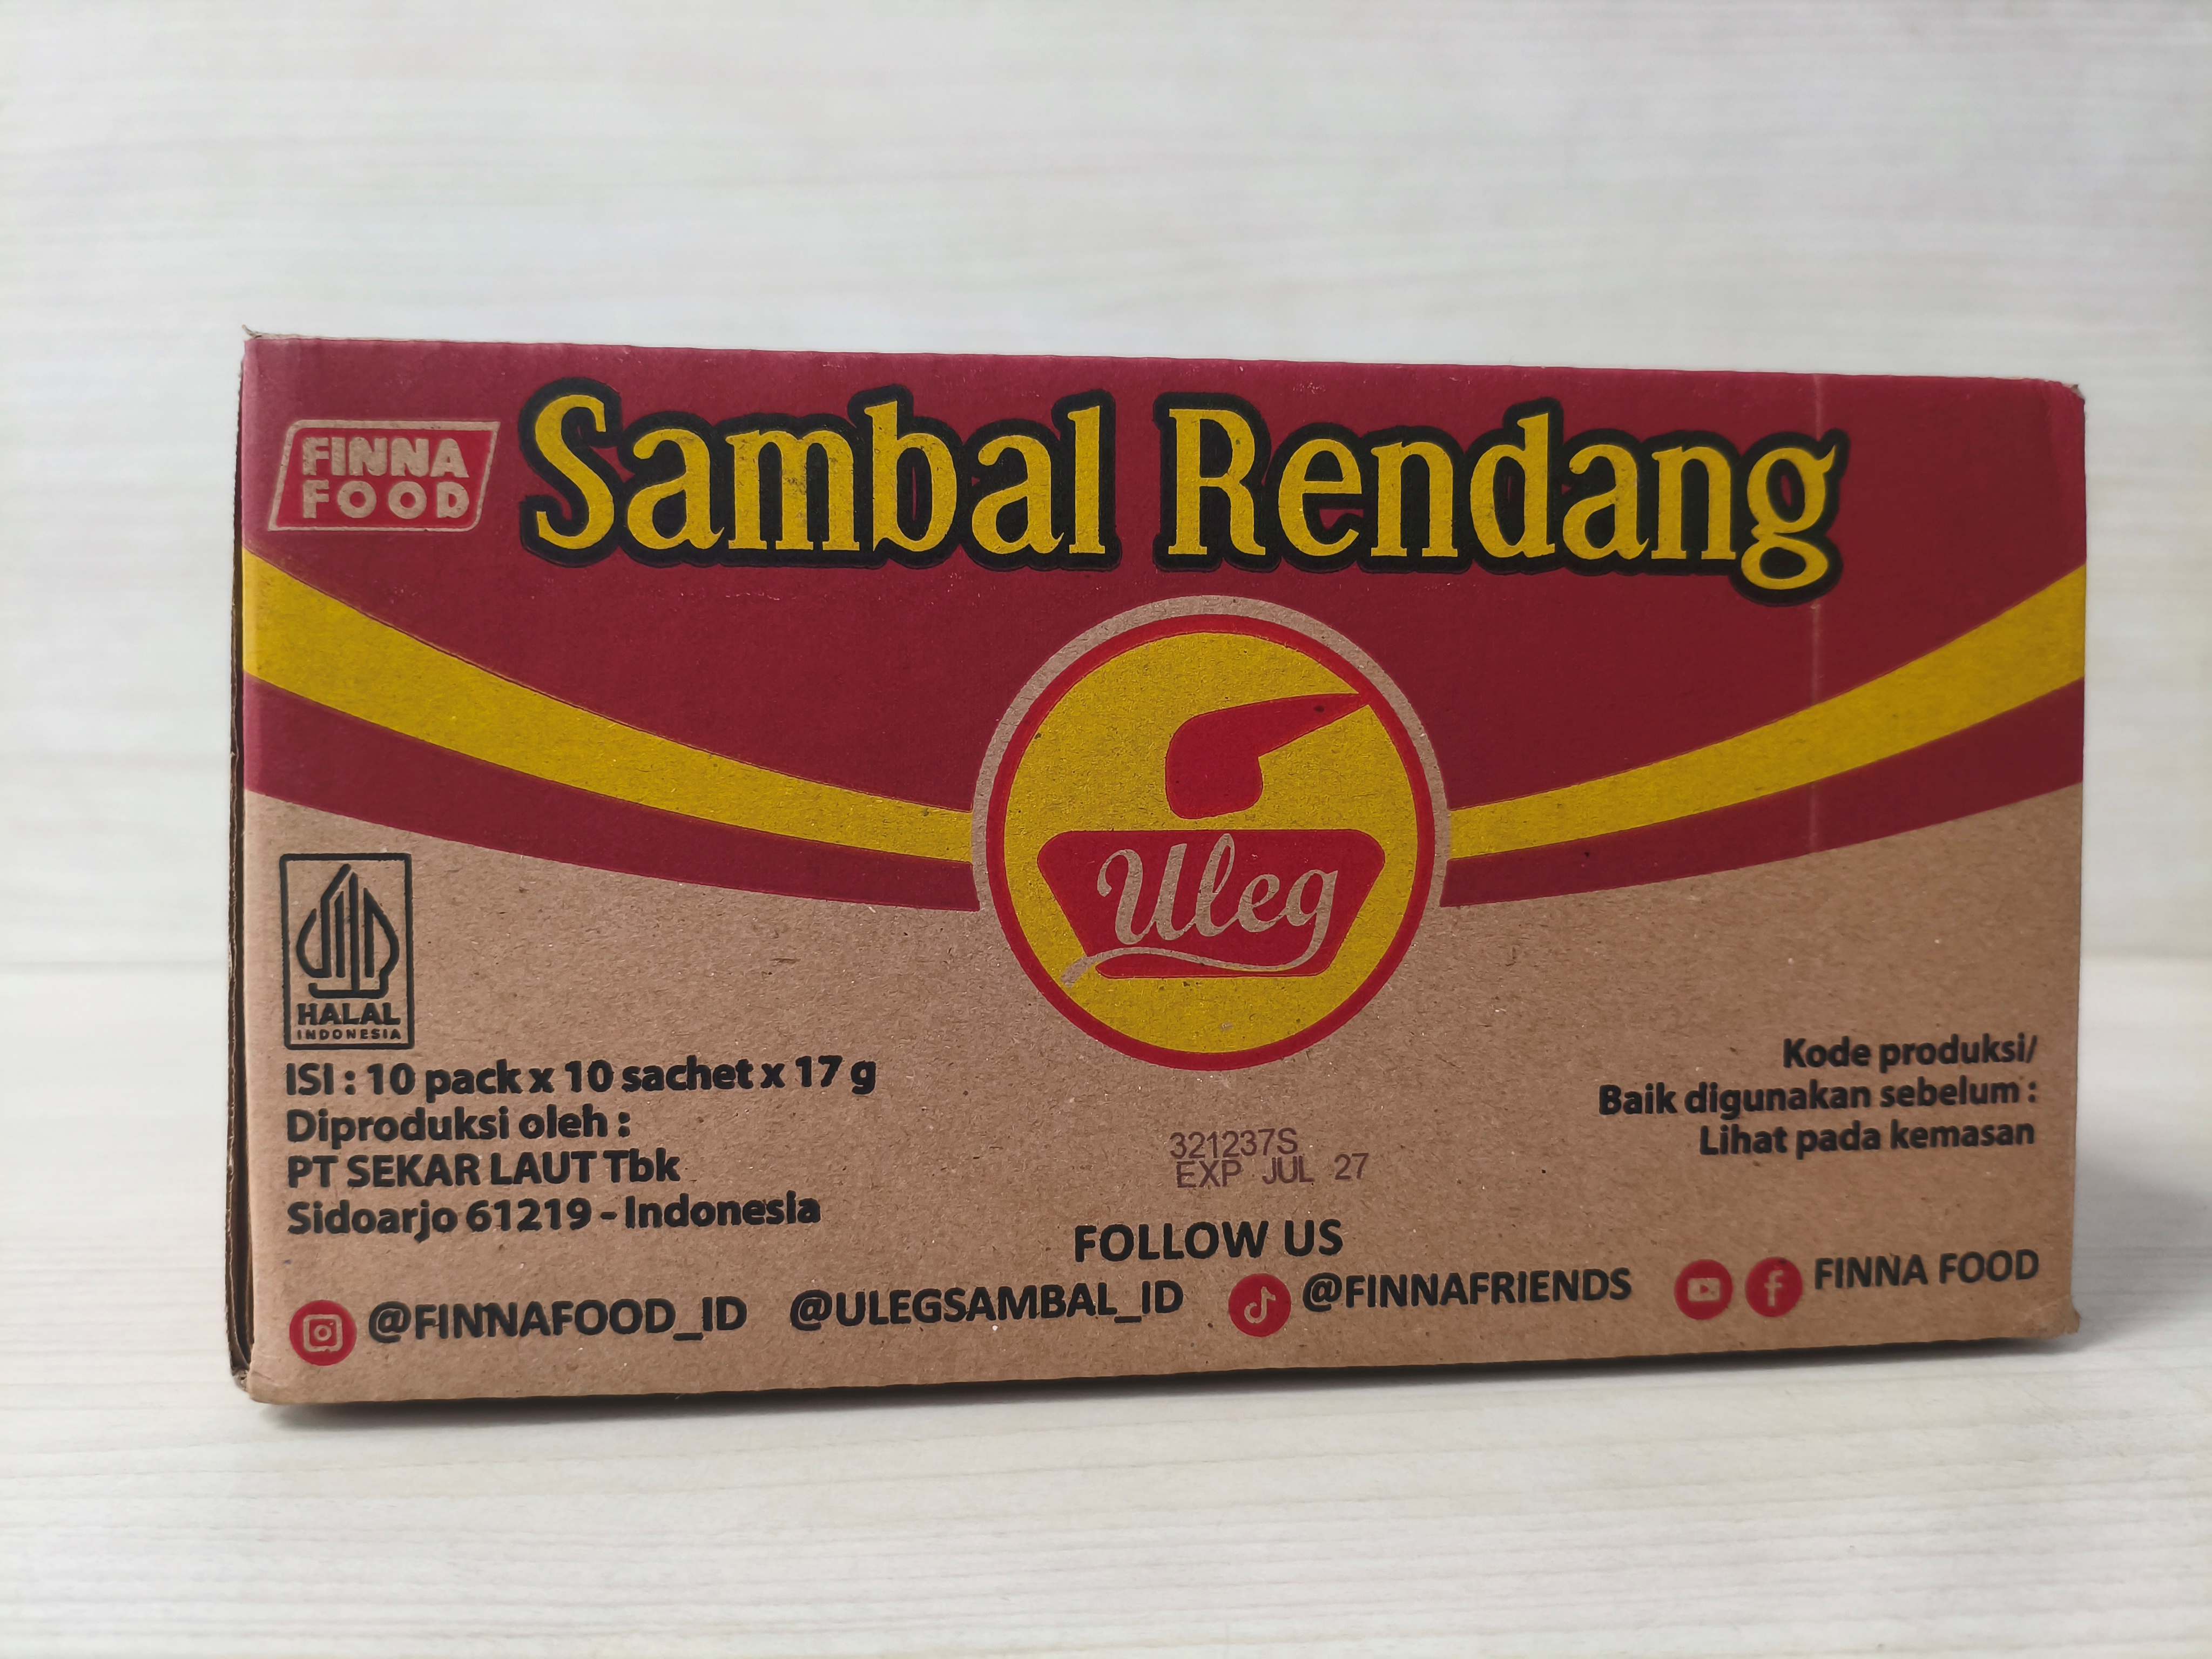 FINNA
FOOD
Sambal Rendang
Uleg
HALAL
INDONESIA
ISI : 10 pack x 10 sachet x 17 g
Diproduksi oleh :
PT SEKAR LAUT Tbk
Sidoarjo 61219 - Indonesia
321237S
EXP JUL 27
Kode produksi/
Baik digunakan sebelum :
Lihat pada kemasan
FOLLOW US
@FINNAFOOD_ID @ULEGSAMBAL_ID @FINNAFRIENDS FINNA FOOD